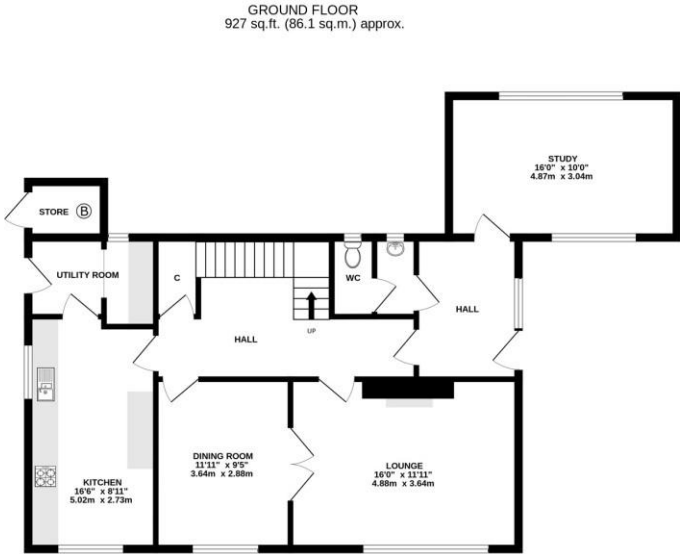 GROUND FLOOR
927 sq.ft. (86.1 sq.m.) approx.
STUDY
16'0" x 10'0"
4.87m x 3.04m
STORE
B
UTILITY ROOM
C
WC
HALL
UP
HALL
DINING ROOM
11'11" x 9'5"
3.64m x 2.88m
LOUNGE
16'0" x 11'11"
4.88m x 3.64m
KITCHEN
16'6" x 8'11"
5.02m x 2.73m